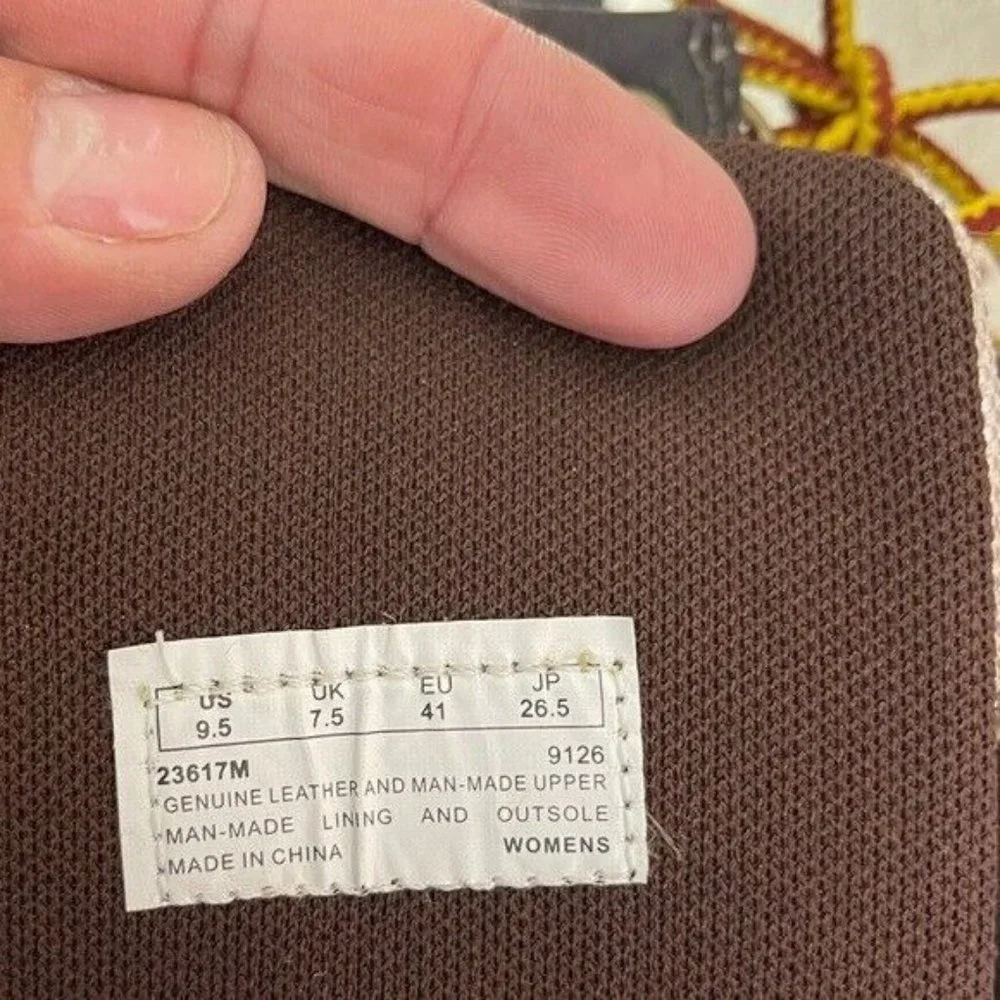 US UK EU JP
9.5 7.5 41 26.5
23617M 9126
GENUINE LEATHER AND MAN-MADE UPPER
MAN-MADE LINING AND OUTSOLE
MADE IN CHINA WOMENS